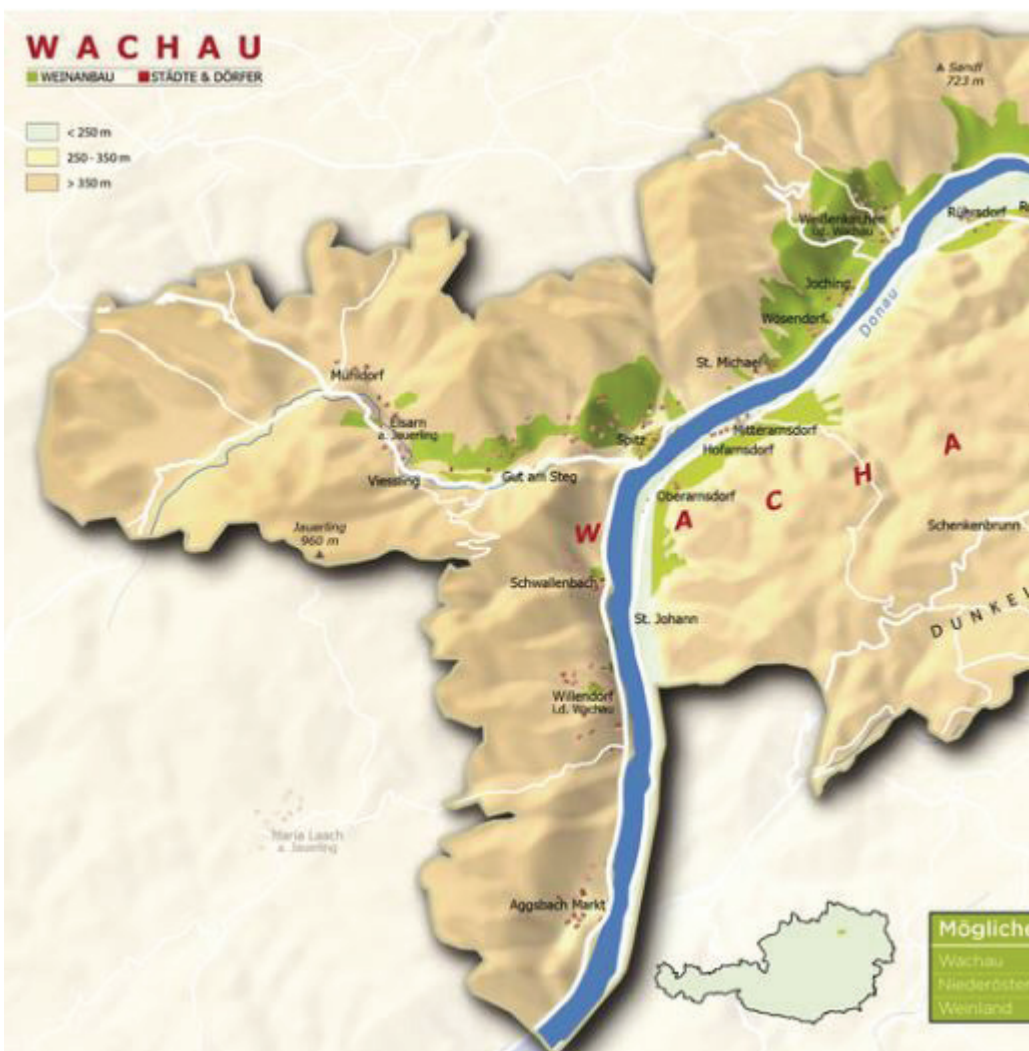 WACHAU
WEINANBAU STÄDTE & DÖRFER
< 250 m
250 - 350 m
> 350 m
Sandl
723 m
Weißenkirchen
i.d. Wachau
Rührsdorf
Joching
Wösendorf
Donau
St. Michael
Mühldorf
Elsarn
a. Jauerling
Spitz
Mitterarnsdorf
Hofarnsdorf
Viessling
Gut am Steg
Oberarnsdorf
W A C H A
Jauerling
960 m
Schenkenbrunn
Schwallenbach
St. Johann
DUNKEL
Willendorf
i.d. Wachau
Maria Laach
a. Jauerling
Aggsbach Markt
Mögliche
Wachau
Niederöster
Weinland